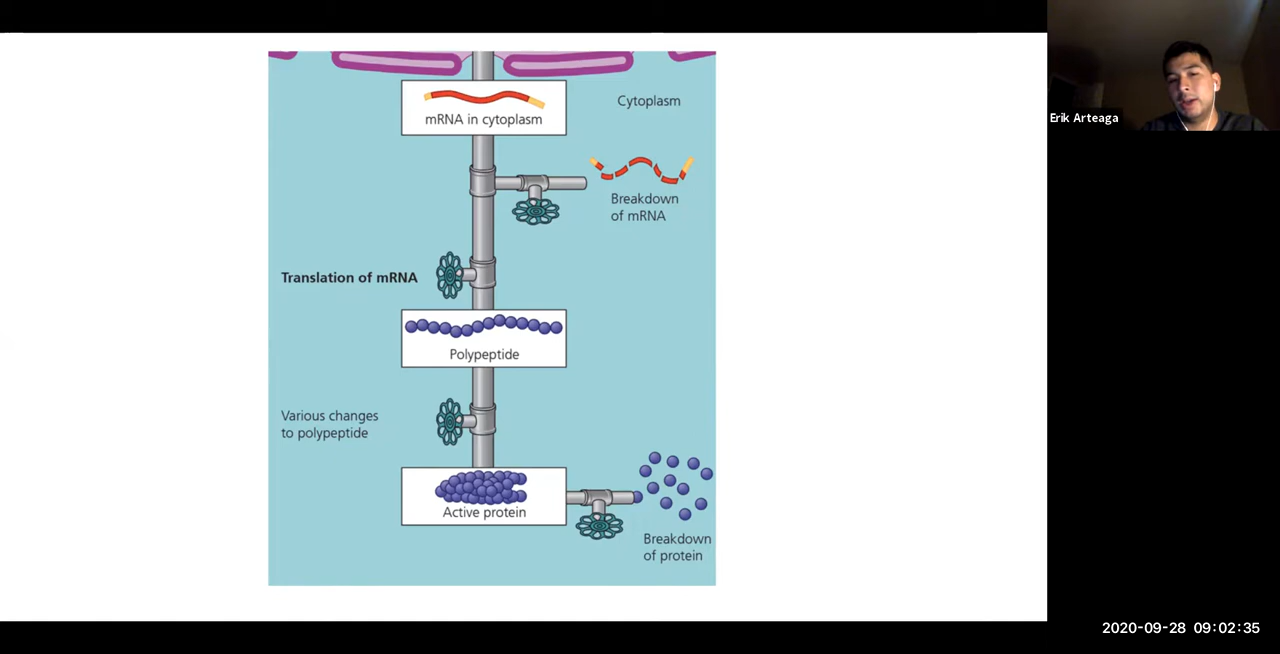 mRNA in cytoplasm
Cytoplasm
Breakdown
of mRNA
Translation of mRNA
Polypeptide
Various changes
to polypeptide
Active protein
Breakdown
of protein
Erik Arteaga
2020-09-28 09:02:35